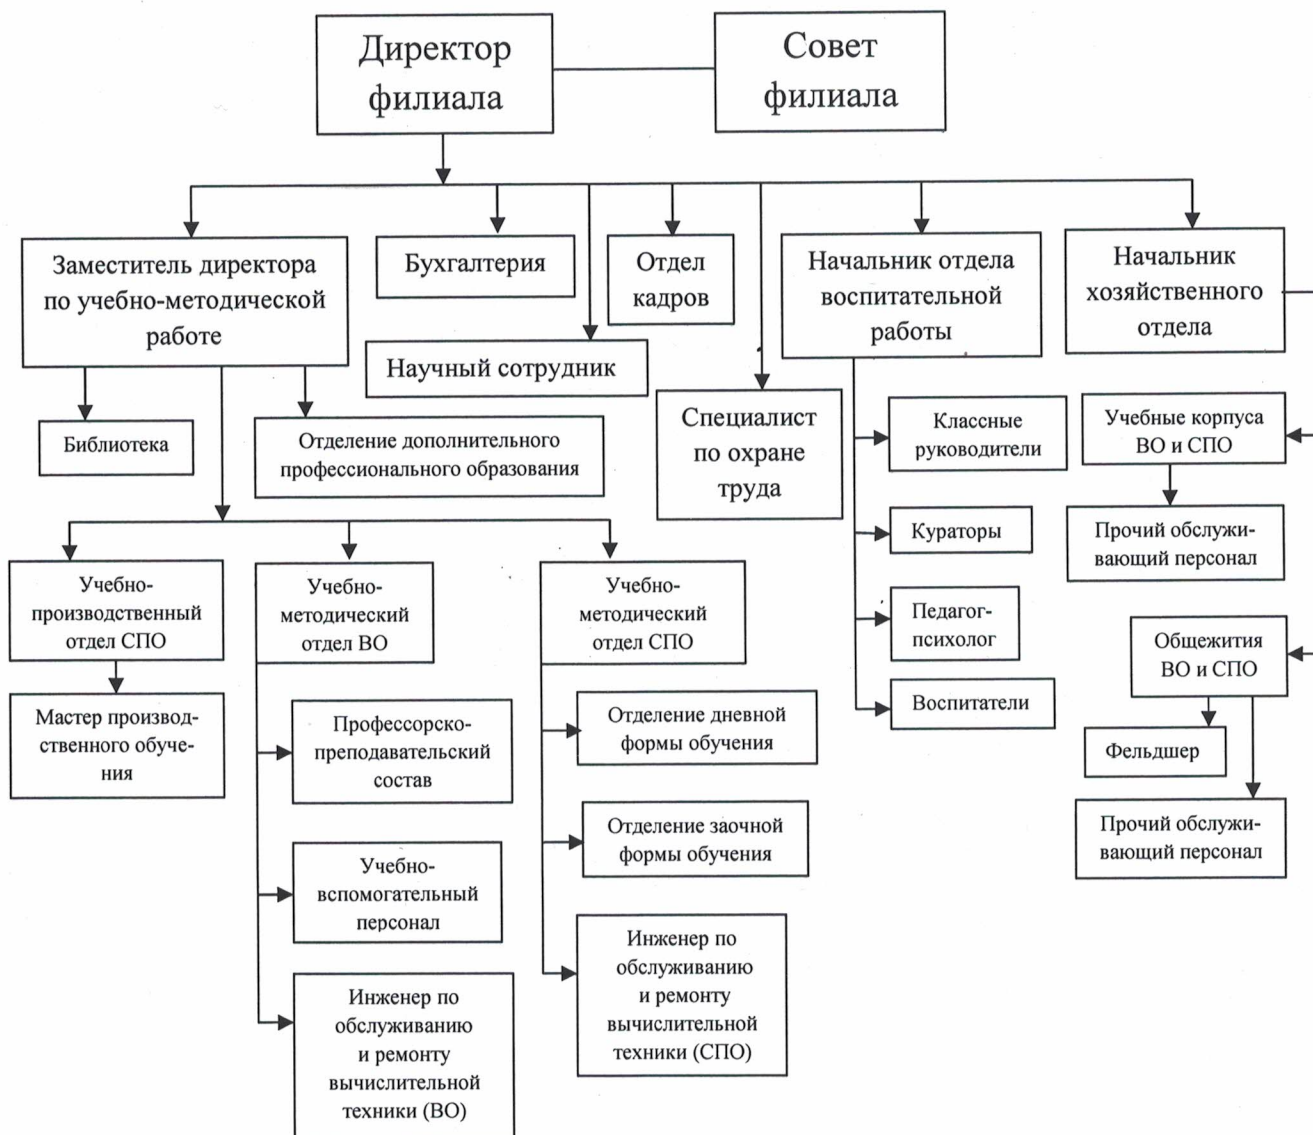 Директор
филиала
Совет
филиала
Заместитель директора
по учебно-методической
работе
Бухгалтерия
Научный сотрудник
Отдел
кадров
Специалист
по охране
труда
Начальник отдела
воспитательной
работы
Начальник
хозяйственного
отдела
Библиотека
Отделение дополнительного
профессионального образования
Классные
руководители
Кураторы
Педагог-
психолог
Воспитатели
Учебные корпуса
ВО и СПО
Прочий обслужи-
вающий персонал
Общежития
ВО и СПО
Фельдшер
Прочий обслужи-
вающий персонал
Учебно-
производственный
отдел СПО
Мастер производ-
ственного обуче-
ния
Учебно-
методический
отдел ВО
Профессорско-
преподавательский
состав
Учебно-
вспомогательный
персонал
Инженер по
обслуживанию
и ремонту
вычислительной
техники (ВО)
Учебно-
методический
отдел СПО
Отделение дневной
формы обучения
Отделение заочной
формы обучения
Инженер по
обслуживанию
и ремонту
вычислительной
техники (СПО)